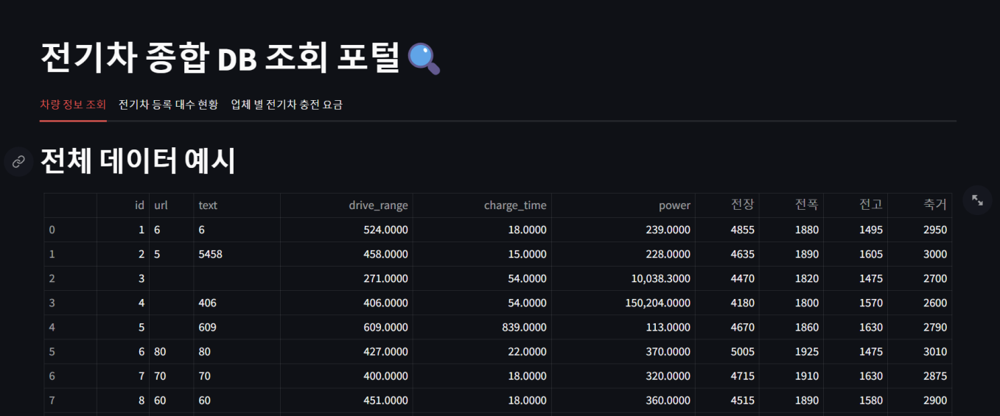 전기차 종합 DB 조회 포털
차량 정보 조회 전기차 등록 대수 현황 업체 별 전기차 충전 요금
전체 데이터 예시
id url text drive_range charge_time power 전장 전폭 전고 축거
0 1 6 6 524.0000 18.0000 239.0000 4855 1880 1495 2950
1 2 5 5458 458.0000 15.0000 228.0000 4635 1890 1605 3000
2 3 271.0000 54.0000 10,038.3000 4470 1820 1475 2700
3 4 406 406.0000 54.0000 150,204.0000 4180 1800 1570 2600
4 5 609 609.0000 839.0000 113.0000 4670 1860 1630 2790
5 6 80 80 427.0000 22.0000 370.0000 5005 1925 1475 3010
6 7 70 70 400.0000 18.0000 320.0000 4715 1910 1630 2875
7 8 60 60 451.0000 18.0000 360.0000 4515 1890 1580 2900